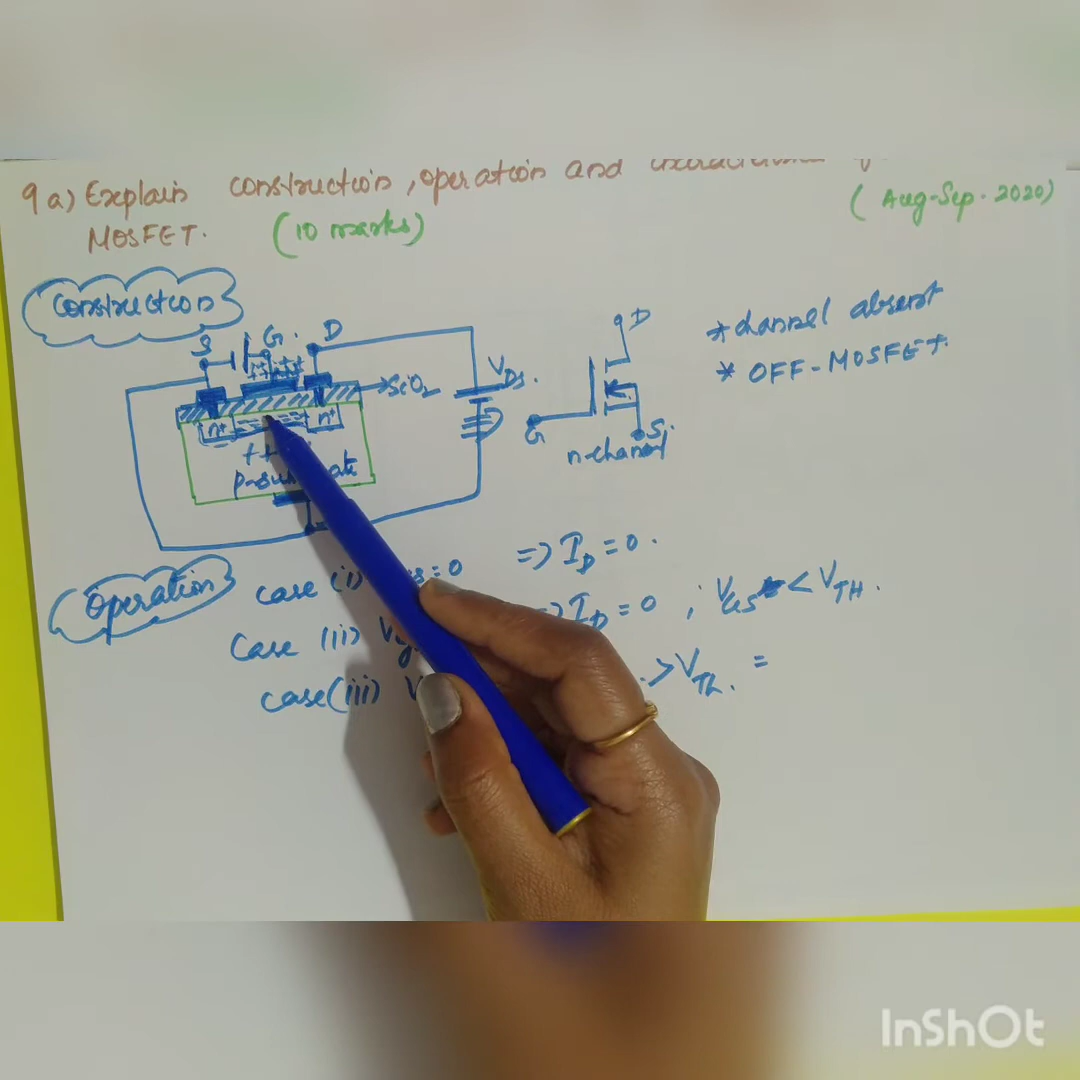 9 a) Explain construction, operation and
MOSFET. (10 marks) (Aug-Sep. 2020)
Construction
S G D
VDS.
SiO2
n+ n+
+ +
p-
D
G S
n-channel
* channel absent
* OFF-MOSFET.
Operation
case (i) =0 => ID = 0.
Case (ii) V => ID = 0 ; VGS < VTH.
case (iii) V > VTh. =
InShOt